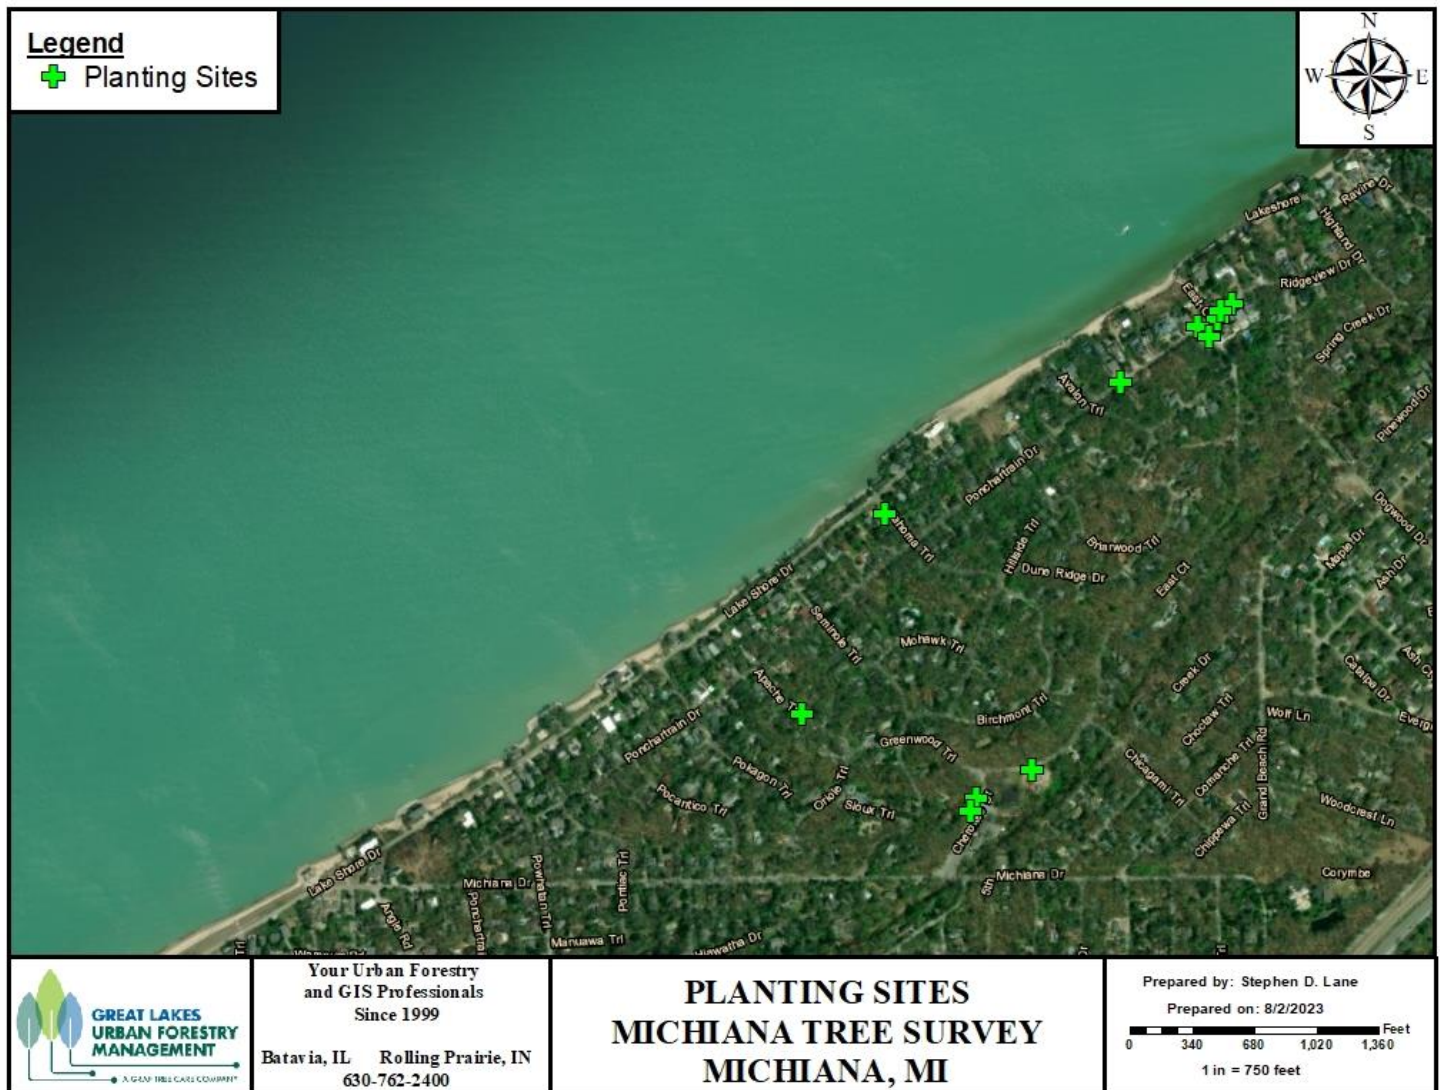 Legend
Planting Sites
N
W E
S
Lakeshore
Ravine Dr
Highland Dr
Ridgeview Dr
Spring Creek Dr
Pinewood Dr
Avalon Trl
Ponchartrain Dr
Dogwood Dr
Maple Dr
Ash Dr
Hillside Trl
Briarwood Trl
Dune Ridge Dr
East Ct
Lake Shore Dr
Seminole Trl
Mohawk Trl
Creek Dr
Catalpa Dr
Apache
Birchmont Trl
Choctaw Trl
Wolf Ln
Ponchartrain Dr
Greenwood Trl
Grand Beach Rd
Pokagon Trl
Oriole Trl
Sioux Trl
Pocantico Trl
Chicagami Trl
Comanche Trl
Chippewa Trl
Woodcrest Ln
Lake Shore Dr
Michiana Dr
Powhatan Trl
Pontiac Trl
5th
Michiana Dr
Corymbe
Angle Rd
Manuawa Trl
Hiawatha Dr
GREAT LAKES
URBAN FORESTRY
MANAGEMENT
A GRAF TREE CARE COMPANY
Your Urban Forestry
and GIS Professionals
Since 1999
Batavia, IL Rolling Prairie, IN
630-762-2400
PLANTING SITES
MICHIANA TREE SURVEY
MICHIANA, MI
Prepared by: Stephen D. Lane
Prepared on: 8/2/2023
Feet
0 340 680 1,020 1,360
1 in = 750 feet